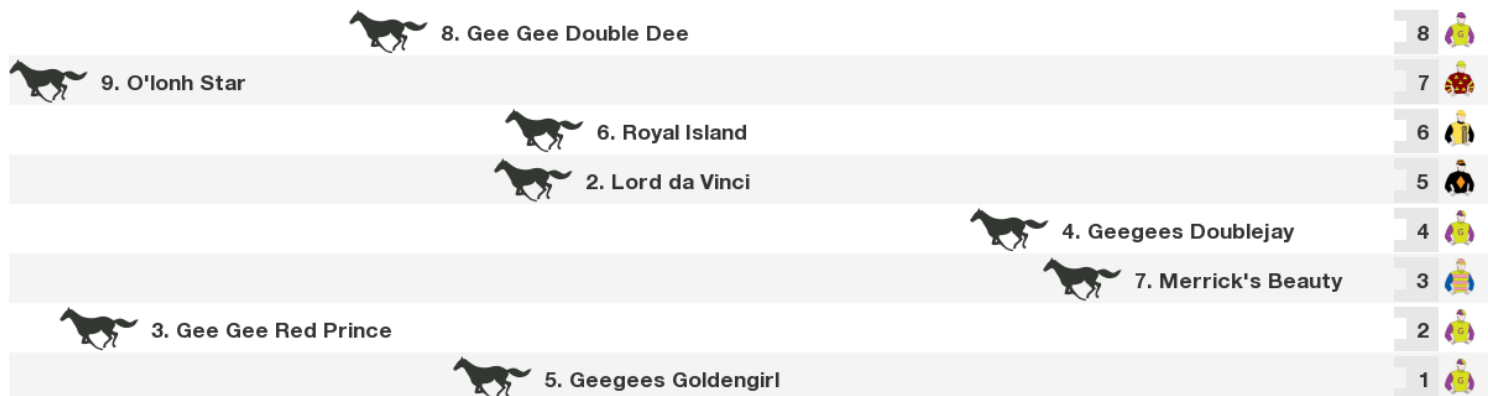 8. Gee Gee Double Dee 8 G
9. O'lonh Star 7
6. Royal Island 6
2. Lord da Vinci 5
4. Geegees Doublejay 4 G
7. Merrick's Beauty 3
3. Gee Gee Red Prince 2 G
5. Geegees Goldengirl 1 G